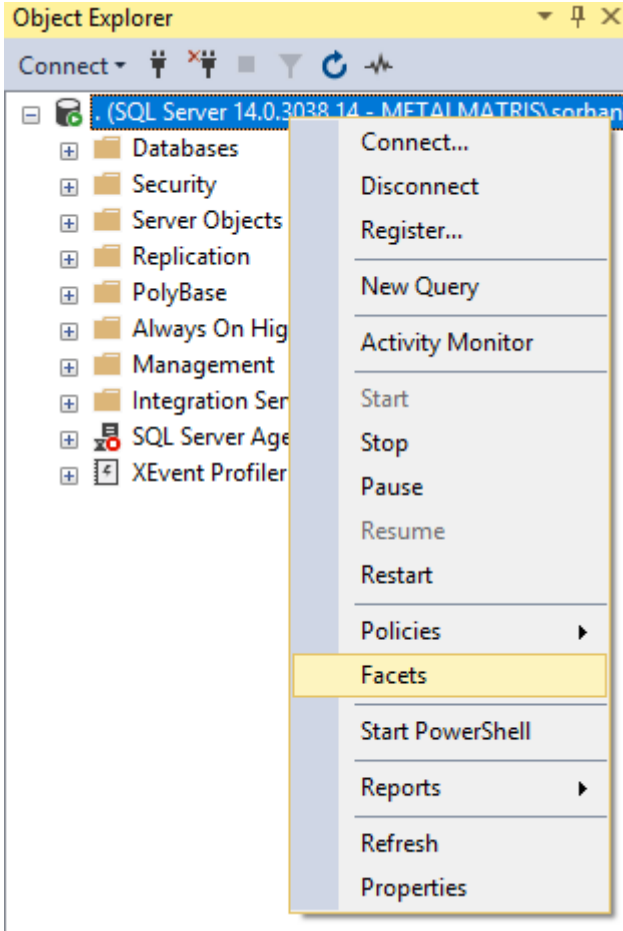 Object Explorer
Connect
. (SQL Server 14.0.3038.14 - METALMATRIS\sorhan
Databases
Security
Server Objects
Replication
PolyBase
Always On Hig
Management
Integration Ser
SQL Server Age
XEvent Profiler
Connect...
Disconnect
Register...
New Query
Activity Monitor
Start
Stop
Pause
Resume
Restart
Policies
Facets
Start PowerShell
Reports
Refresh
Properties